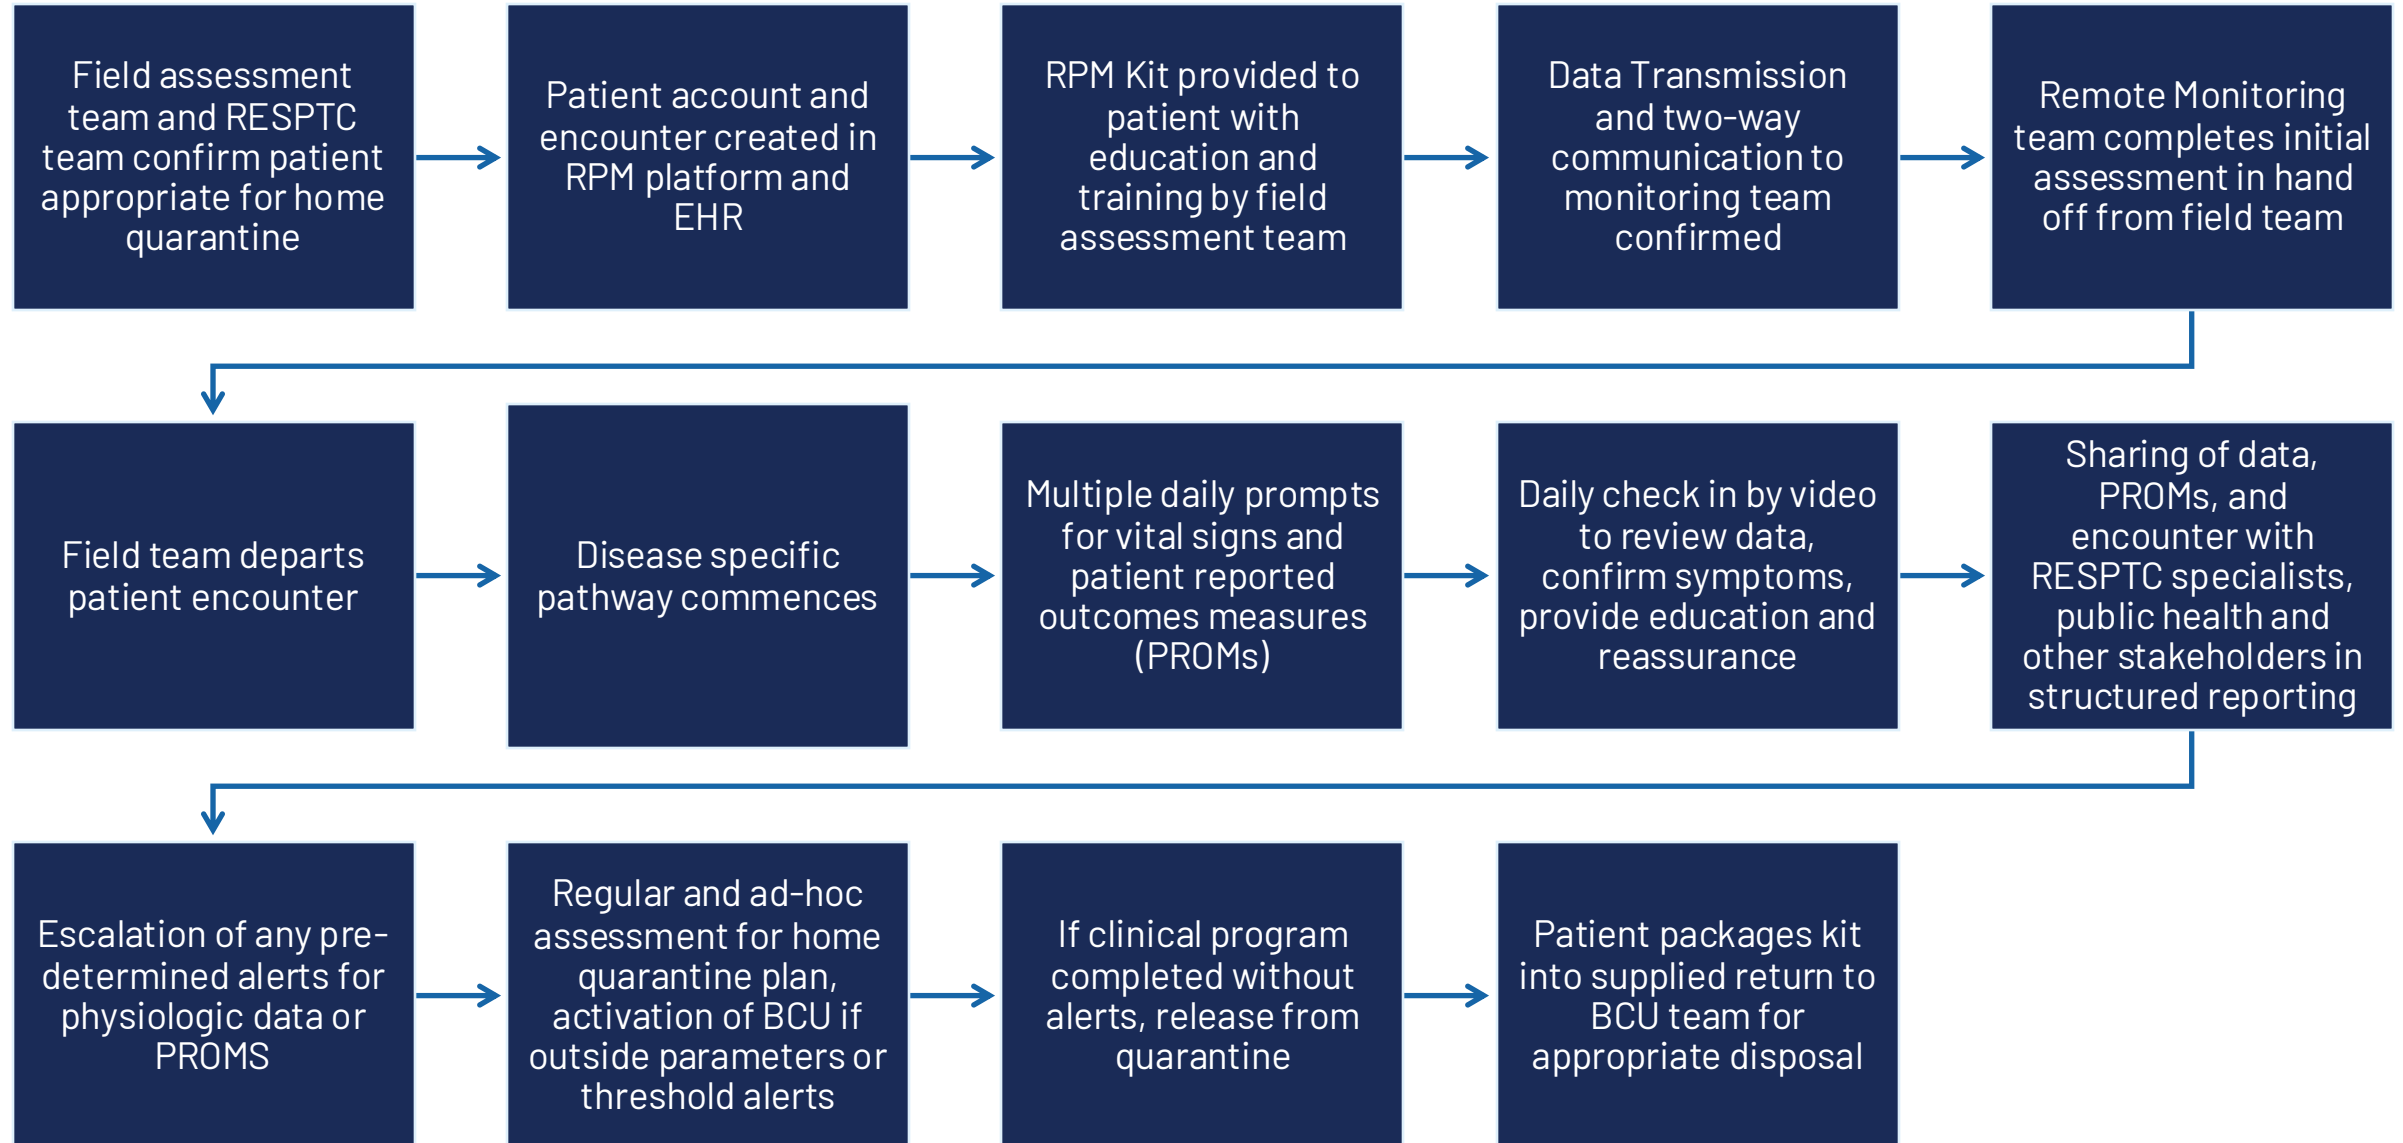 Field assessment
team and RESPTC
team confirm patient
appropriate for home
quarantine
Patient account and
encounter created in
RPM platform and
EHR
RPM Kit provided to
patient with
education and
training by field
assessment team
Data Transmission
and two-way
communication to
monitoring team
confirmed
Remote Monitoring
team completes initial
assessment in hand
off from field team
Field team departs
patient encounter
Disease specific
pathway commences
Multiple daily prompts
for vital signs and
patient reported
outcomes measures
(PROMs)
Daily check in by video
to review data,
confirm symptoms,
provide education and
reassurance
Sharing of data,
PROMs, and
encounter with
RESPTC specialists,
public health and
other stakeholders in
structured reporting
Escalation of any pre-
determined alerts for
physiologic data or
PROMS
Regular and ad-hoc
assessment for home
quarantine plan,
activation of BCU if
outside parameters or
threshold alerts
If clinical program
completed without
alerts, release from
quarantine
Patient packages kit
into supplied return to
BCU team for
appropriate disposal